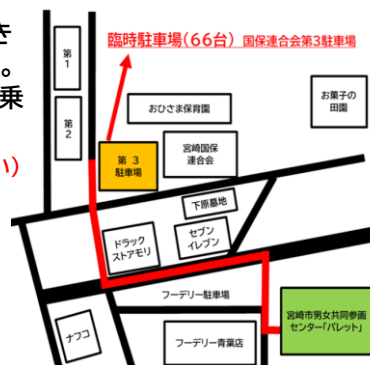 き
。
乗
い)
臨時駐車場(66台) 国保連合会第3駐車場
第
1
第
2
おひさま保育園
お菓子の
田園
宮崎国保
連合会
第 3
駐車場
下原墓地
ドラック
ストアモリ
セブン
イレブン
フーデリー駐車場
宮崎市男女共同参画
センター「パレット」
ナフコ
フーデリー青葉店